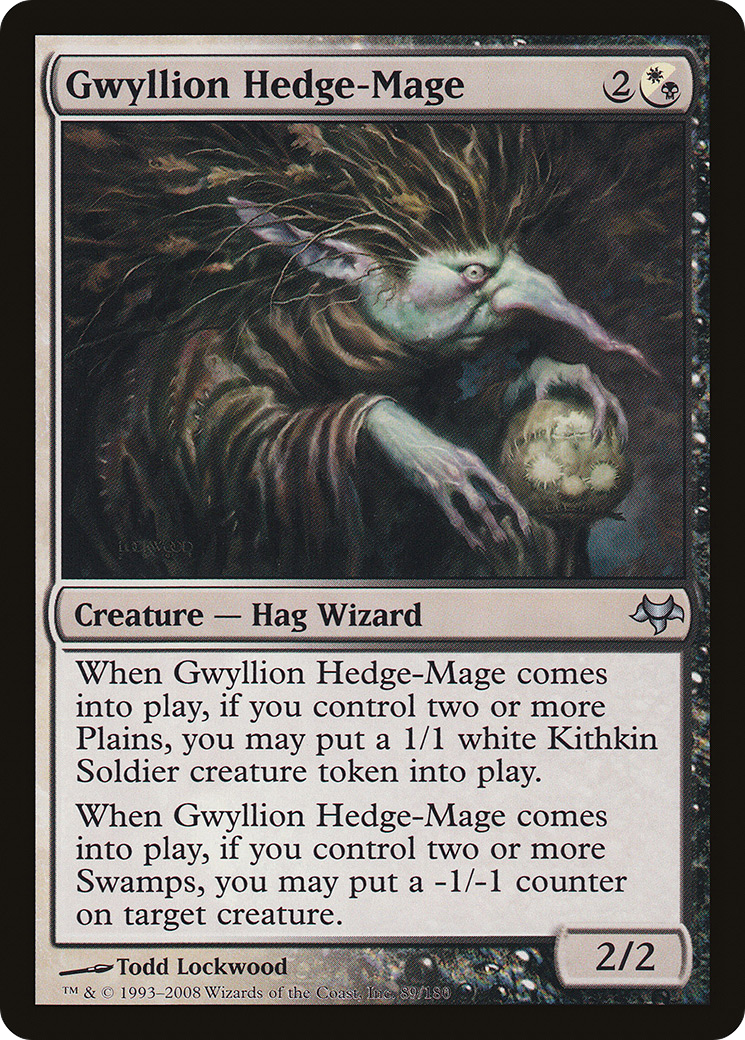 Gwyllion Hedge-Mage 2
LOCKWOOD
Creature — Hag Wizard
When Gwyllion Hedge-Mage comes
into play, if you control two or more
Plains, you may put a 1/1 white Kithkin
Soldier creature token into play.
When Gwyllion Hedge-Mage comes
into play, if you control two or more
Swamps, you may put a -1/-1 counter
on target creature.
2/2
Todd Lockwood
™ & © 1993–2008 Wizards of the Coast, Inc. 89/180